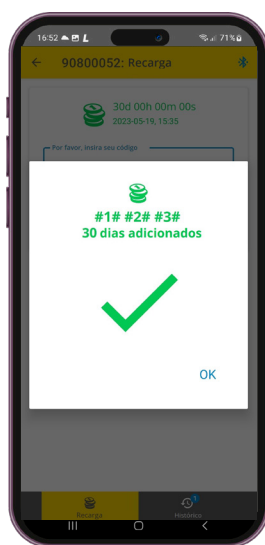 16:52
71%
90800052: Recarga
30d 00h 00m 00s
2023-05-19, 15:35
Por favor, insira seu código
#1# #2# #3#
30 dias adicionados
OK
1
Recarga
Histórico